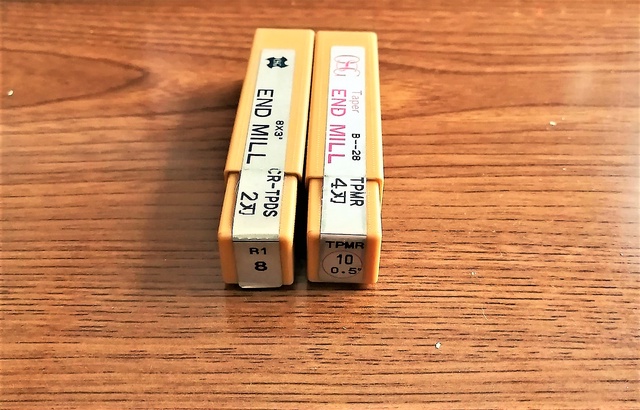 8X3°
END MILL
CR-TPDS
2刃
R1
8
OSG
Taper
END MILL
B--28
TPMR
4刃
TPMR
10
0.5°